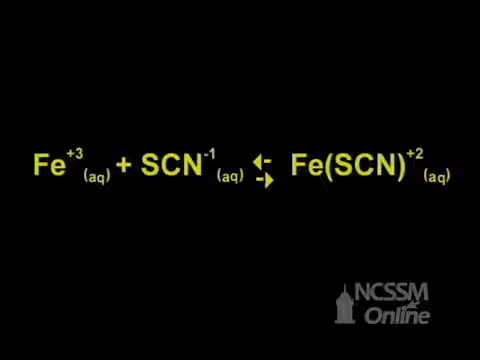 Fe+3(aq) + SCN-1(aq) ⇆ Fe(SCN)+2(aq)
NCSSM
Online